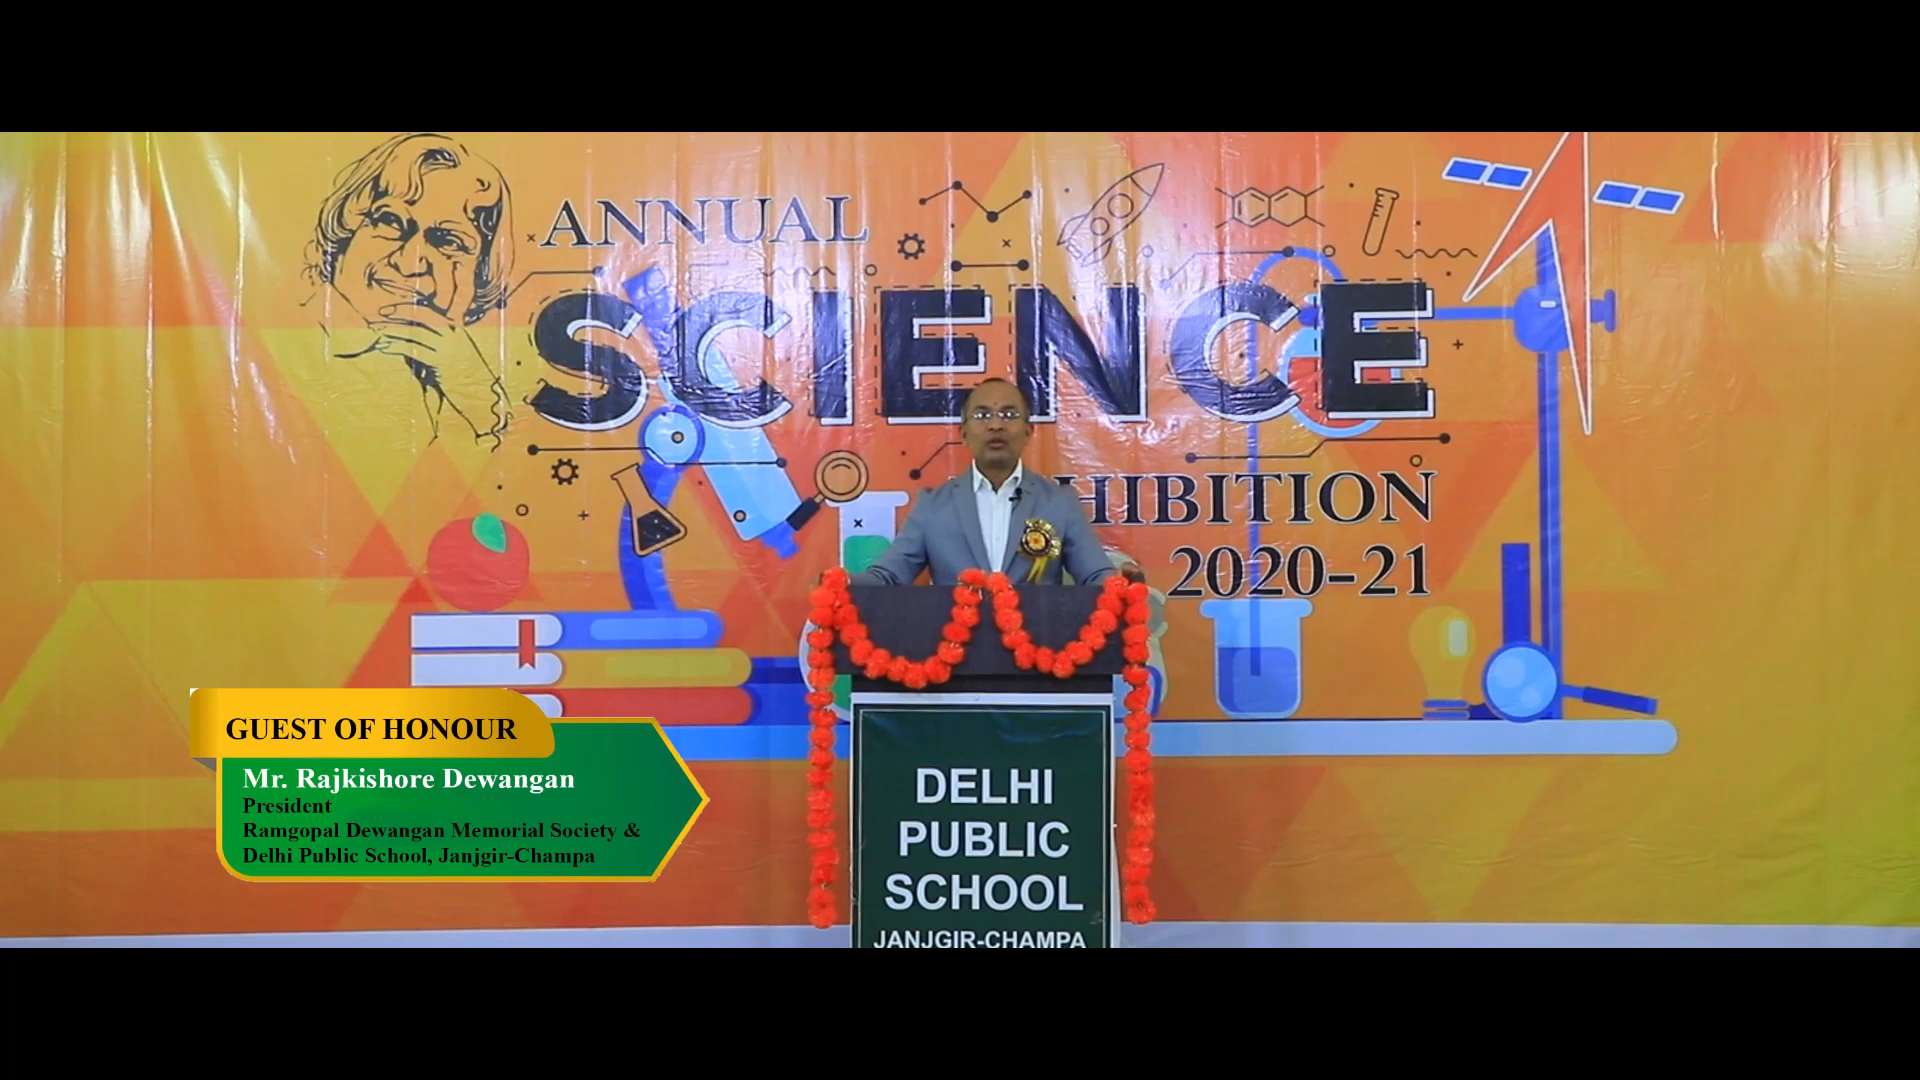 ANNUAL
SCIENCE
HIBITION
2020-21
GUEST OF HONOUR
Mr. Rajkishore Dewangan
President
Ramgopal Dewangan Memorial Society &
Delhi Public School, Janjgir-Champa
DELHI
PUBLIC
SCHOOL
JANJGIR-CHAMPA